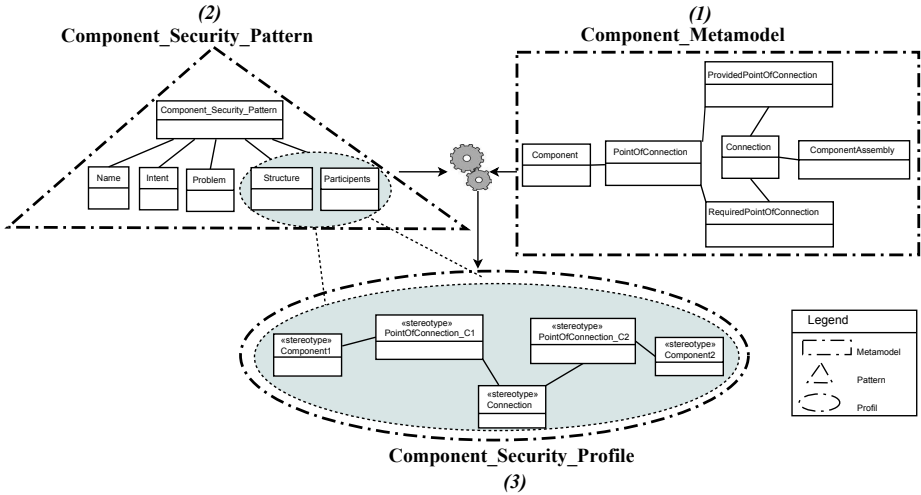 (2)
Component_Security_Pattern
Component_Security_Pattern
Name
Intent
Problem
Structure
Participents
(1)
Component_Metamodel
ProvidedPointOfConnection
Component
PointOfConnection
Connection
ComponentAssembly
RequiredPointOfConnection
«stereotype»
Component1
«stereotype»
PointOfConnection_C1
«stereotype»
Connection
«stereotype»
PointOfConnection_C2
«stereotype»
Component2
Component_Security_Profile
(3)
Legend
Metamodel
Pattern
Profil